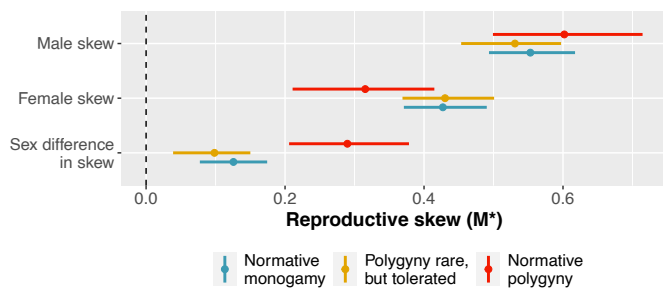 Male skew
Female skew
Sex difference
in skew
0.0 0.2 0.4 0.6
Reproductive skew (M*)
Normative
monogamy
Polygyny rare,
but tolerated
Normative
polygyny